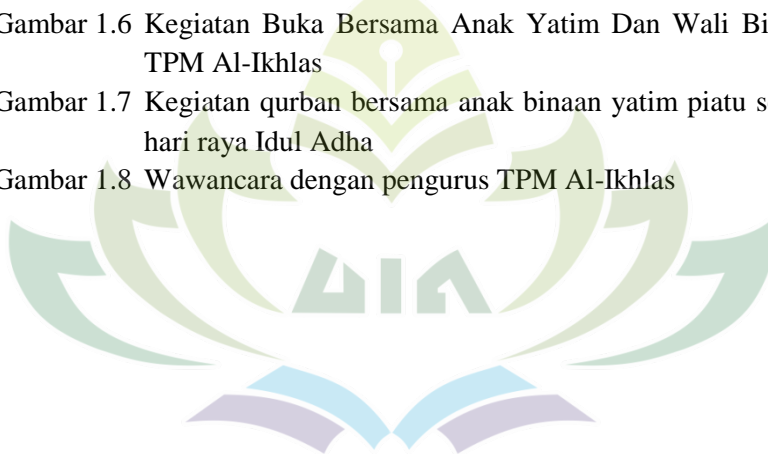 Gambar 1.6 Kegiatan Buka Bersama Anak Yatim Dan Wali
TPM Al-Ikhlas
Gambar 1.7 Kegiatan qurban bersama anak binaan yatim piatu
hari raya Idul Adha
Gambar 1.8 Wawancara dengan pengurus TPM Al-Ikhlas
UIN